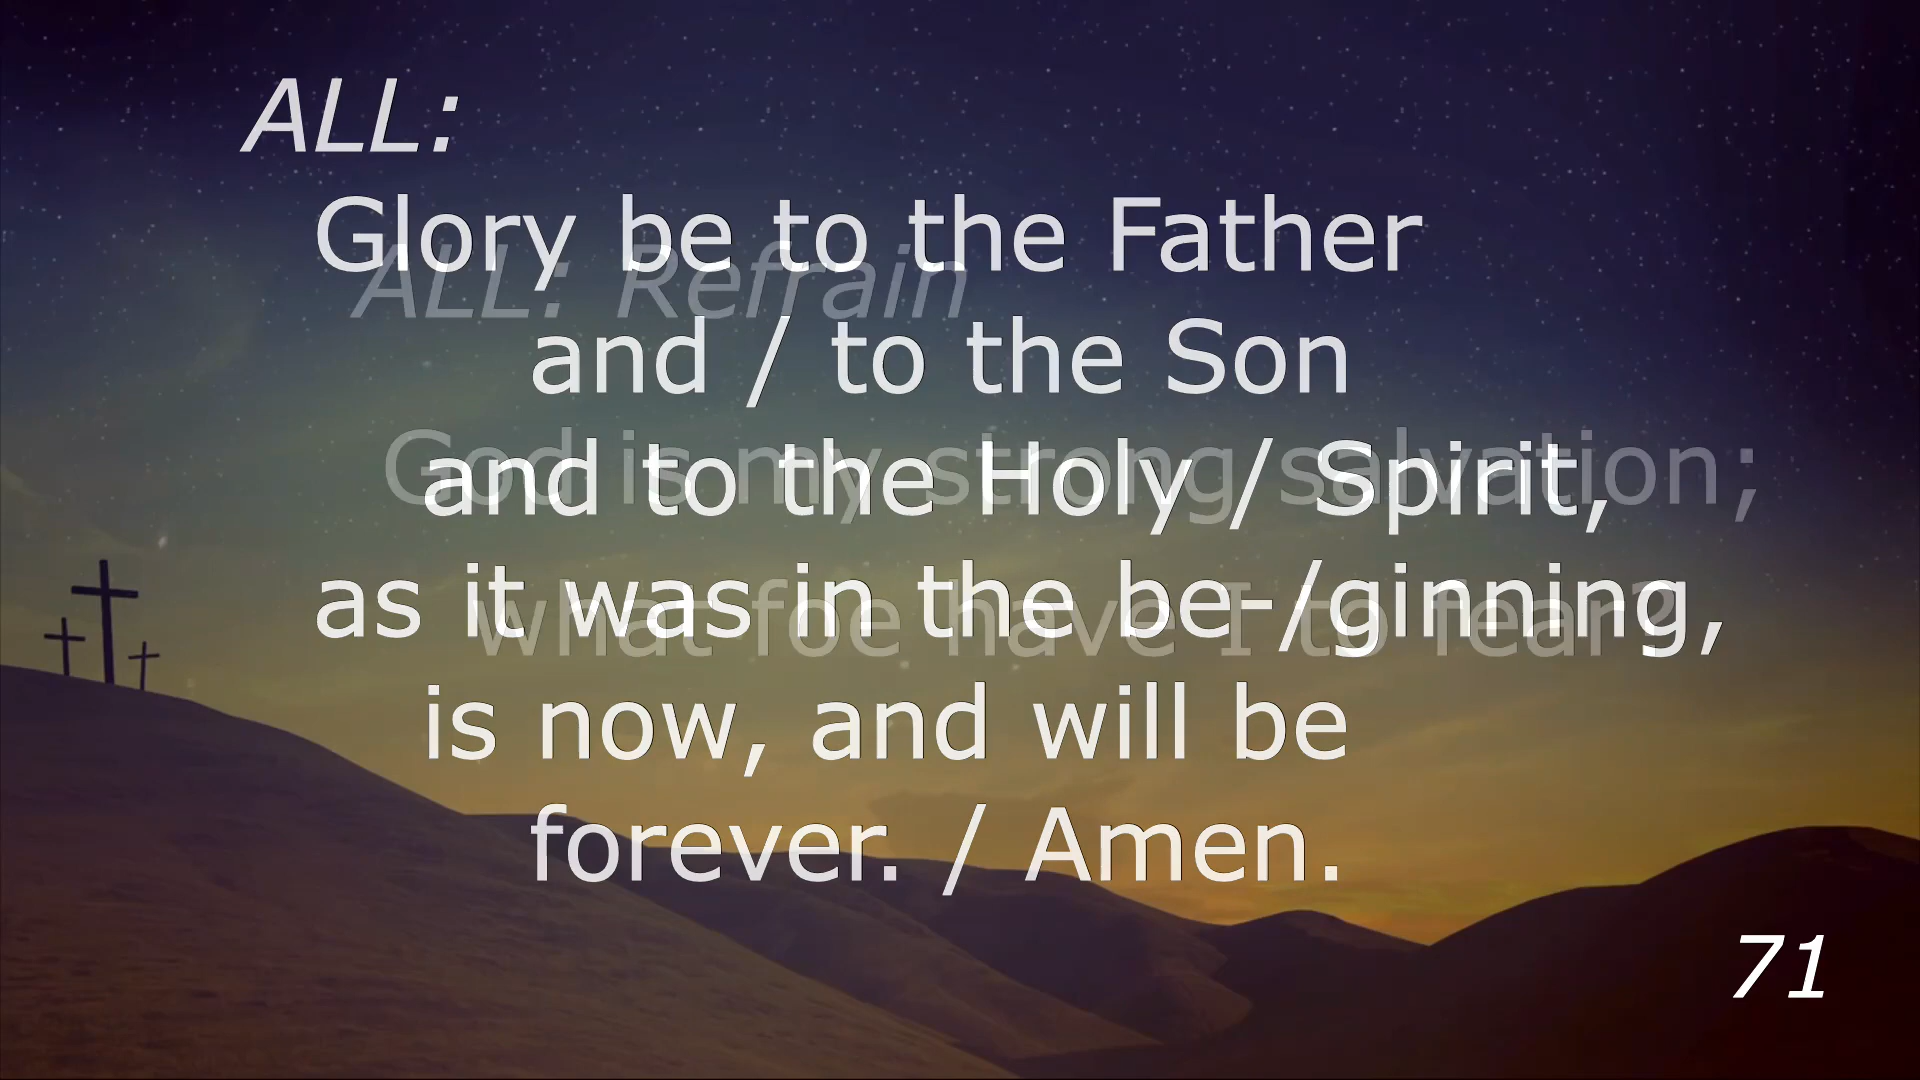 ALL:
Glory be to the Father
ALL: Refrain
and / to the Son
God is my strong salvation;
and to the Holy / Spirit,
as it was in the be-/ginning,
what foe have I to fear?
is now, and will be
forever. / Amen.
71